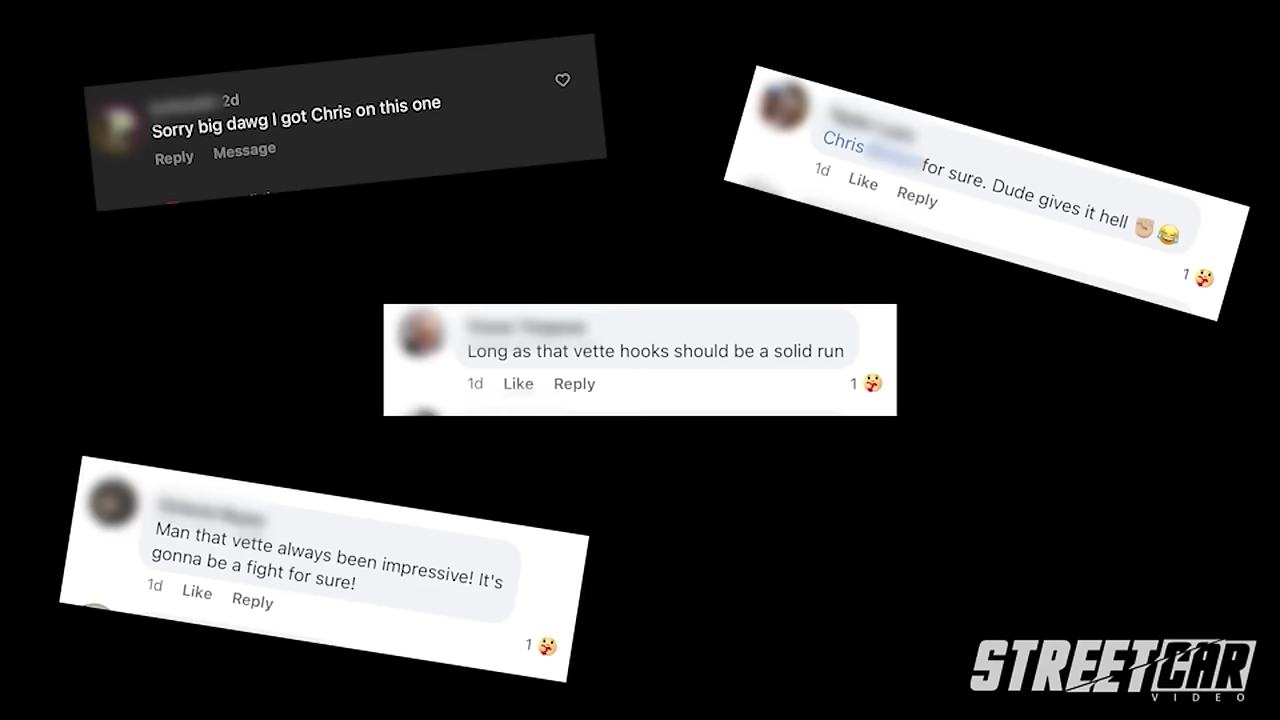 2d
Sorry big dawg I got Chris on this one
Reply Message
Chris for sure. Dude gives it hell ✊🏼😂
1d Like Reply
1
Long as that vette hooks should be a solid run
1d Like Reply 1
Man that vette always been impressive! It's
gonna be a fight for sure!
1d Like Reply
1
STREETCAR
VIDEO